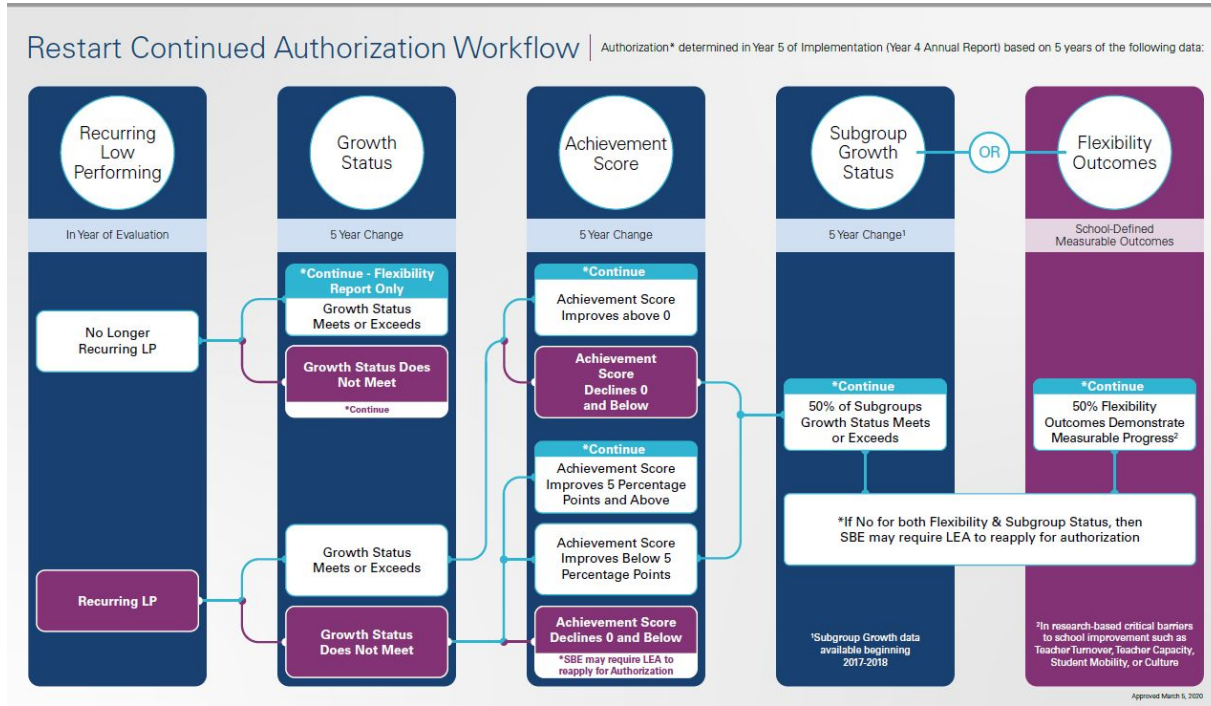 Restart Continued Authorization Workflow
Authorization* determined in Year 5 of Implementation (Year 4 Annual Report) based on 5 years of the following data:
Recurring
Low
Performing
In Year of Evaluation
No Longer
Recurring LP
Recurring LP
Growth
Status
5 Year Change
*Continue - Flexibility
Report Only
Growth Status
Meets or Exceeds
Growth Status Does
Not Meet
*Continue
Growth Status
Meets or Exceeds
Growth Status
Does Not Meet
Achievement
Score
5 Year Change
*Continue
Achievement Score
Improves above 0
Achievement
Score
Declines 0
and Below
*Continue
Achievement Score
Improves 5 Percentage
Points and Above
Achievement Score
Improves Below 5
Percentage Points
Achievement Score
Declines 0 and Below
*SBE may require LEA to
reapply for Authorization
Subgroup
Growth
Status
5 Year Change¹
*Continue
50% of Subgroups
Growth Status Meets
or Exceeds
OR
Flexibility
Outcomes
School-Defined
Measurable Outcomes
*Continue
50% Flexibility
Outcomes Demonstrate
Measurable Progress²
*If No for both Flexibility & Subgroup Status, then
SBE may require LEA to reapply for authorization
¹Subgroup Growth data
available beginning
2017-2018
²In research-based critical barriers
to school improvement such as
Teacher Turnover, Teacher Capacity,
Student Mobility, or Culture
Approved March 5, 2020